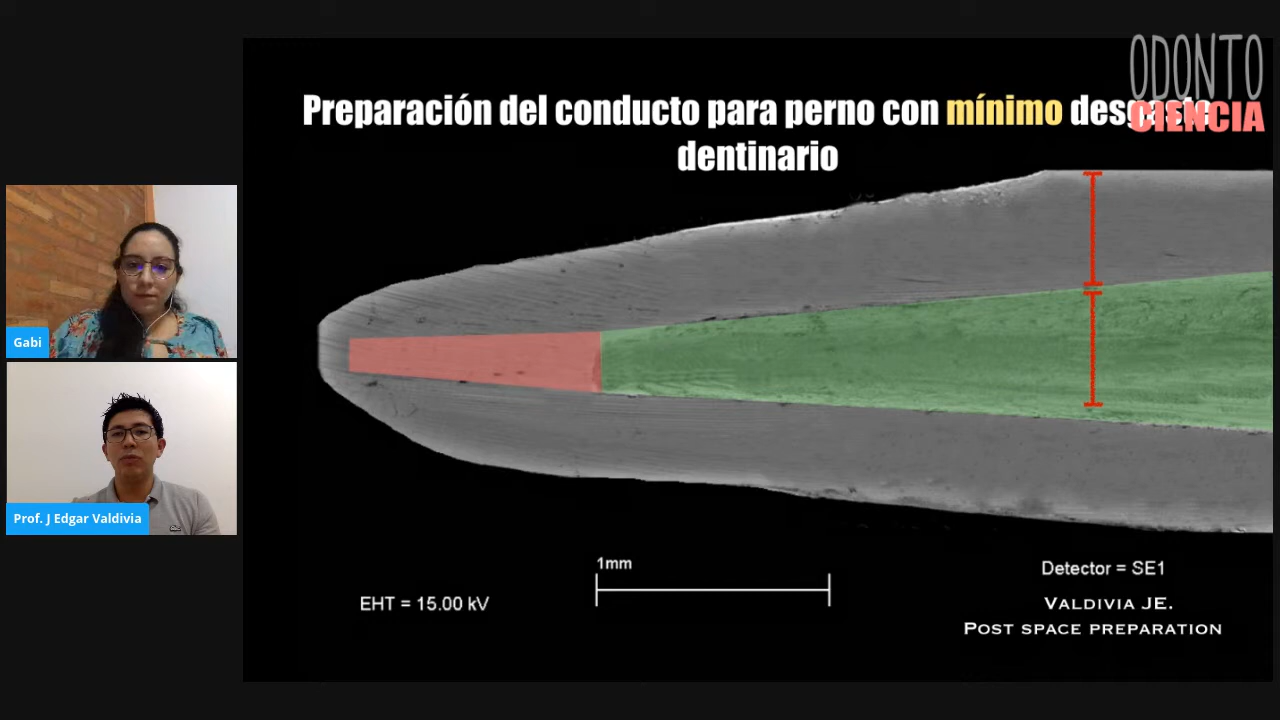 ODONTO
CIENCIA
Preparación del conducto para perno con mínimo desgaste
dentinario
Gabi
Prof. J Edgar Valdivia
1mm
EHT = 15.00 kV
Detector = SE1
VALDIVIA JE.
POST SPACE PREPARATION